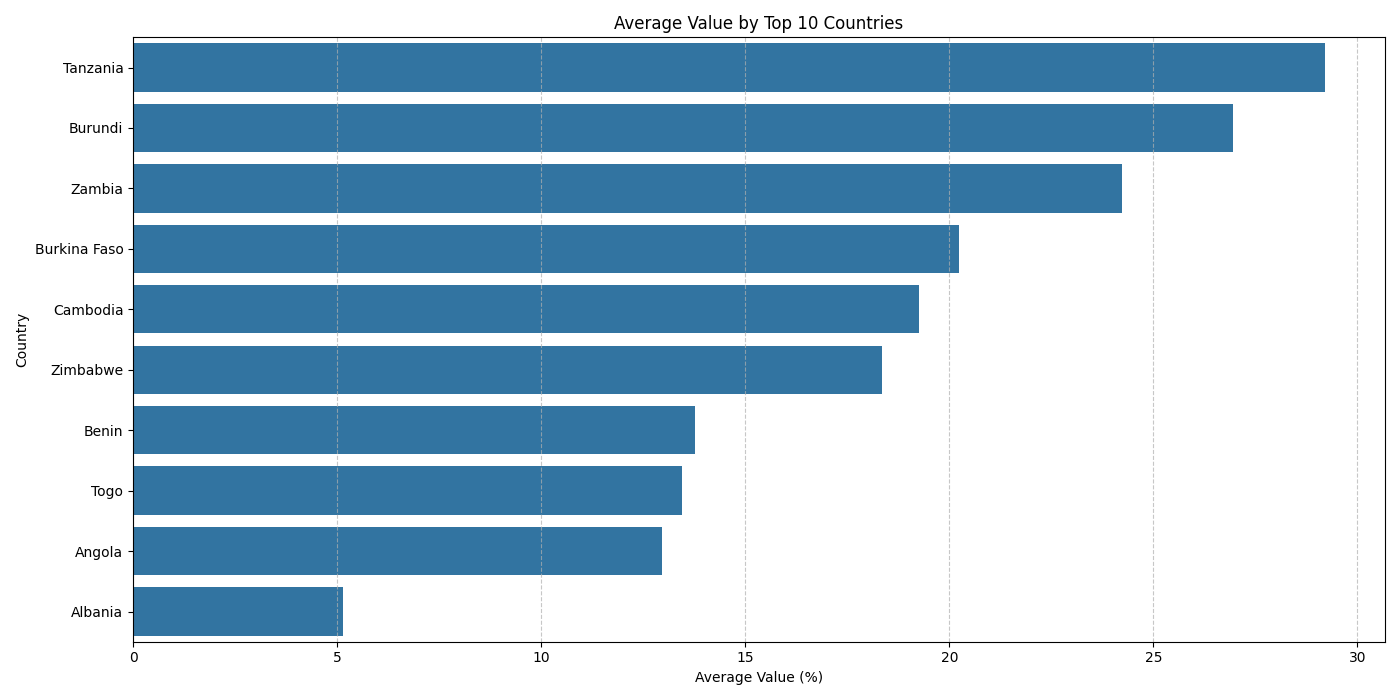 Average Value by Top 10 Countries
Country
Tanzania
Burundi
Zambia
Burkina Faso
Cambodia
Zimbabwe
Benin
Togo
Angola
Albania
0 5 10 15 20 25 30
Average Value (%)